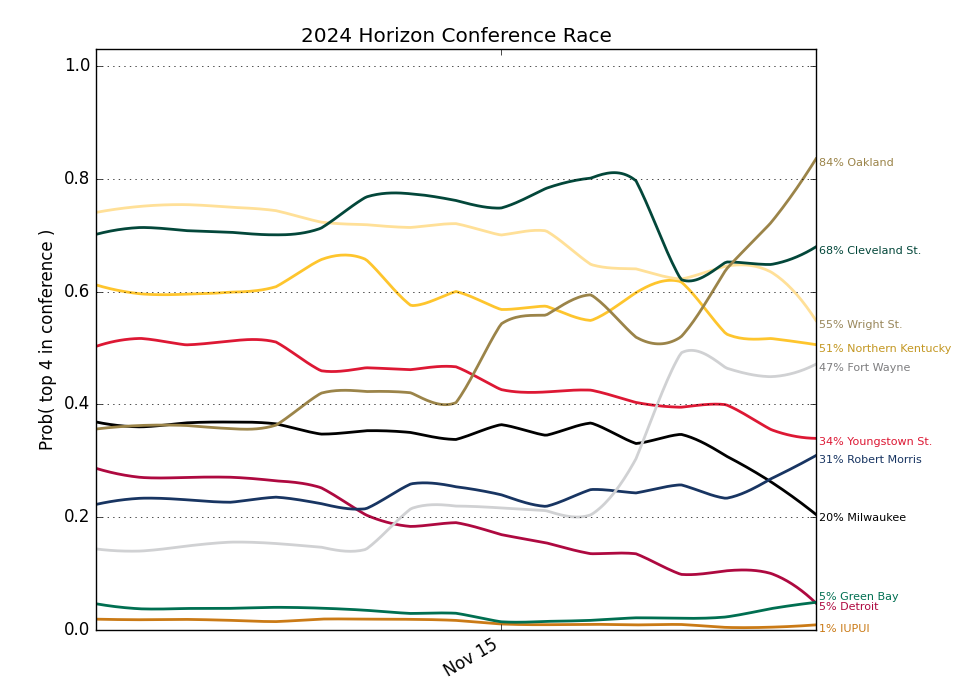 2024 Horizon Conference Race
Prob( top 4 in conference )
1.0
0.8
0.6
0.4
0.2
0.0
Nov 15
84% Oakland
68% Cleveland St.
55% Wright St.
51% Northern Kentucky
47% Fort Wayne
34% Youngstown St.
31% Robert Morris
20% Milwaukee
5% Green Bay
5% Detroit
1% IUPUI